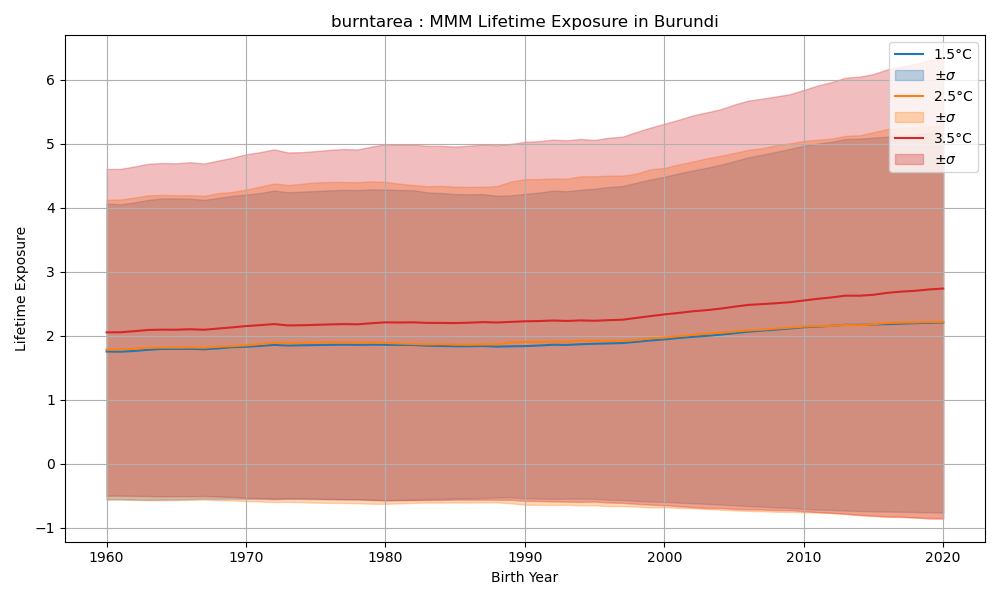 burntarea : MMM Lifetime Exposure in Burundi
1.5°C
±σ
2.5°C
±σ
3.5°C
±σ
Lifetime Exposure
6
5
4
3
2
1
0
−1
1960 1970 1980 1990 2000 2010 2020
Birth Year